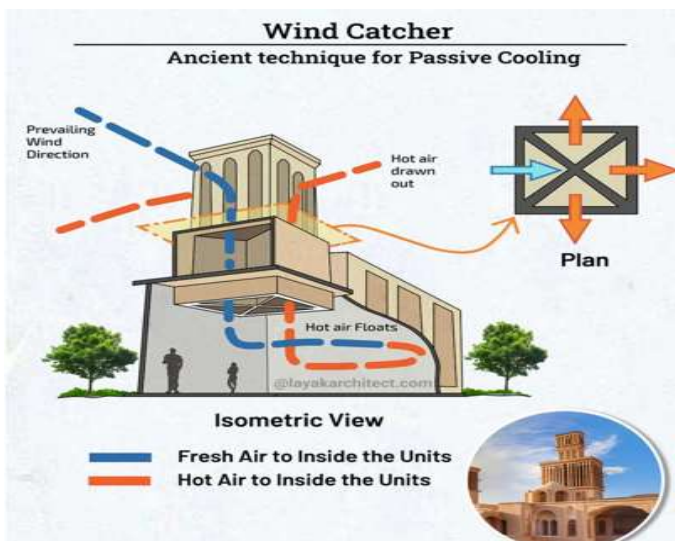 Wind Catcher
Ancient technique for Passive Cooling
Prevailing
Wind
Direction
Hot air
drawn
out
Plan
Hot air Floats
@layakarchitect.com
Isometric View
Fresh Air to Inside the Units
Hot Air to Inside the Units